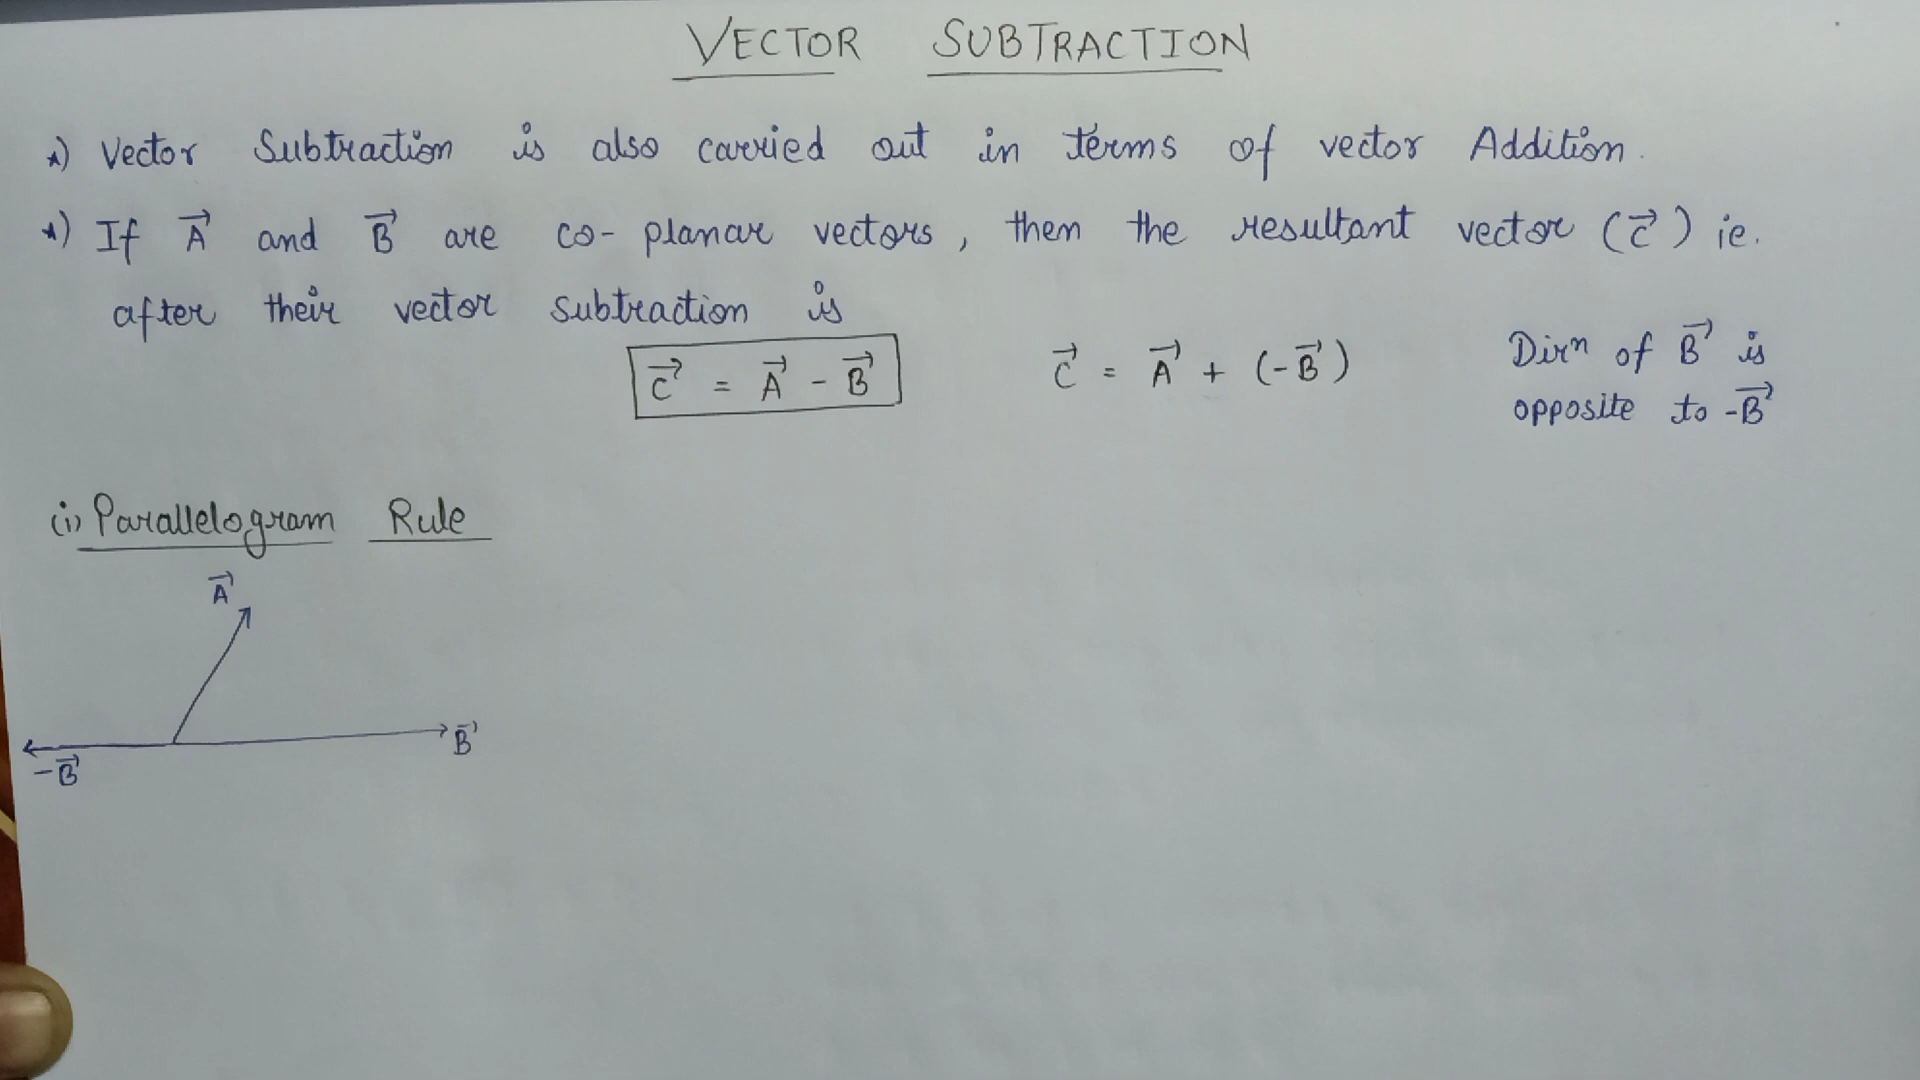 VECTOR SUBTRACTION
*) Vector Subtraction is also carried out in terms of vector Addition.
*) If A⃗ and B⃗ are co-planar vectors, then the resultant vector (C⃗) ie.
after their vector subtraction is
C⃗ = A⃗ - B⃗
C⃗ = A⃗ + (-B⃗)
Dirn of B⃗ is
opposite to -B⃗
(i) Parallelogram Rule
A⃗
B⃗
-B⃗